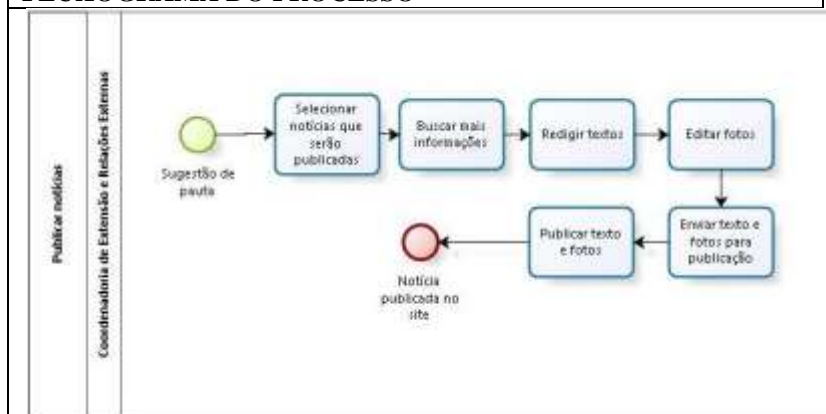 FLUXOGRAMA DO PROCESSO
Publicar notícias
Coordenadoria de Extensão e Relações Externas
Sugestão de
pauta
Selecionar
notícias que
serão
publicadas
Buscar mais
informações
Redigir textos
Editar fotos
Enviar texto e
fotos para
publicação
Publicar texto
e fotos
Notícia
publicada no
site